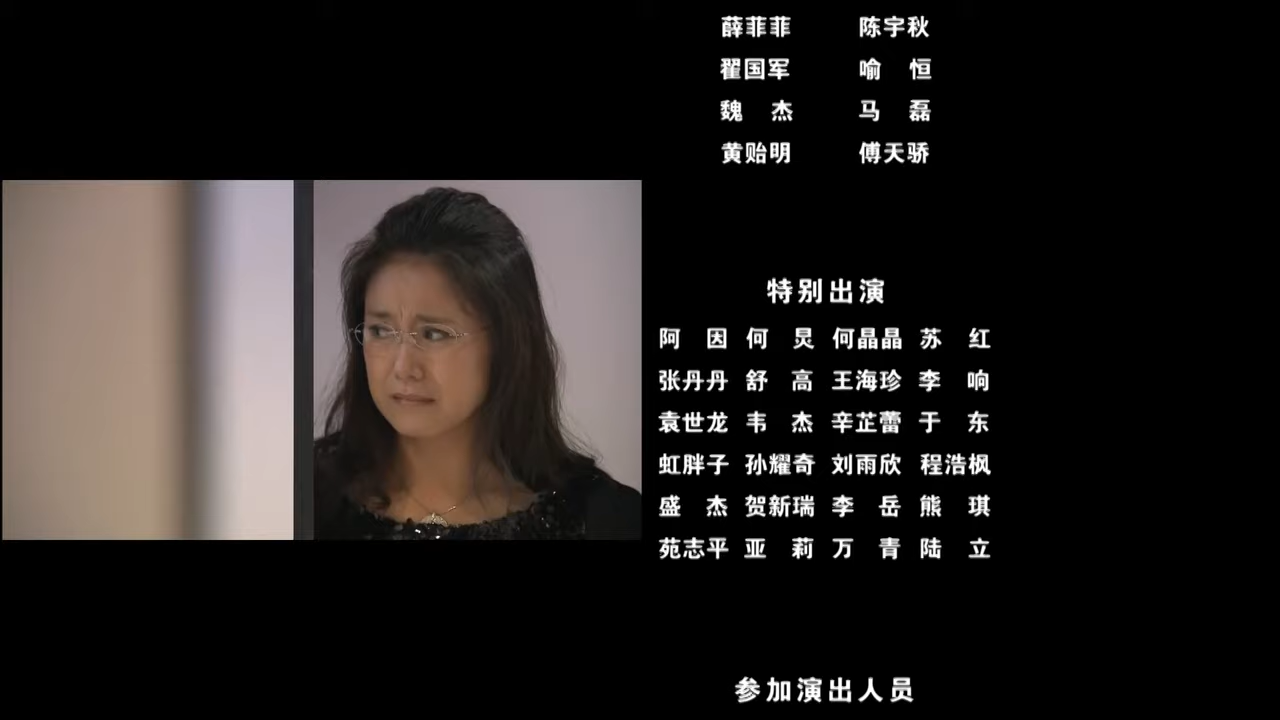 薛菲菲 陈宇秋
翟国军 喻恒
魏杰 马磊
黄贻明 傅天骄
特别出演
阿因 何炅 何晶晶 苏红
张丹丹 舒高 王海珍 李响
袁世龙 韦杰 辛芷蕾 于东
虹胖子 孙耀奇 刘雨欣 程浩枫
盛杰 贺新瑞 李岳 熊琪
苑志平 亚莉 万青 陆立
参加演出人员